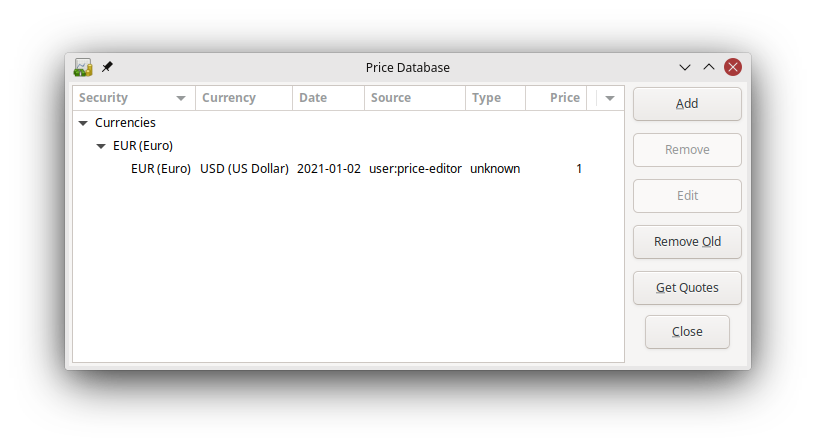 Price Database
Security Currency Date Source Type Price
Currencies
EUR (Euro)
EUR (Euro) USD (US Dollar) 2021-01-02 user:price-editor unknown 1
Add
Remove
Edit
Remove Old
Get Quotes
Close